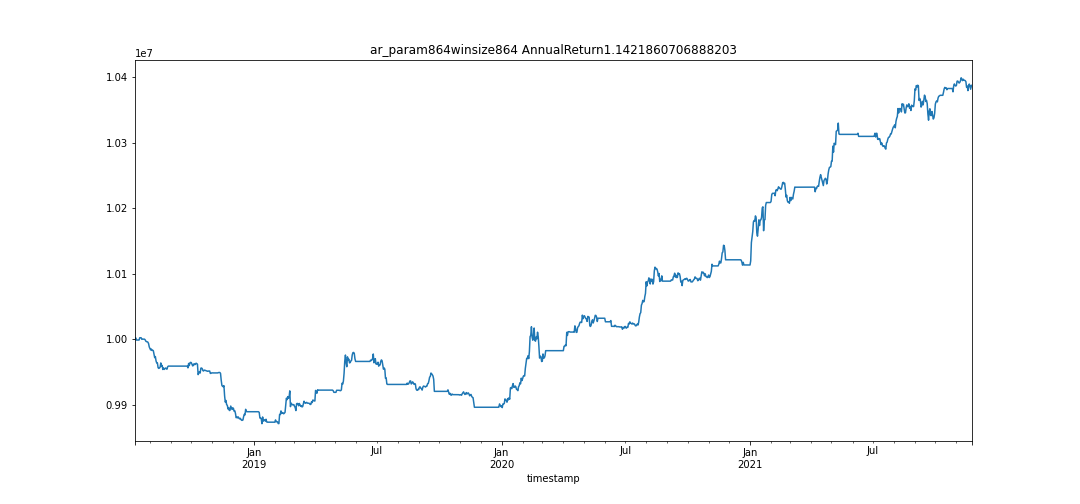 ar_param864winsize864 AnnualReturn1.1421860706888203
1e7
1.04
1.03
1.02
1.01
1.00
0.99
Jan Jul Jan Jul Jan Jul
2019 2020 2021
timestamp